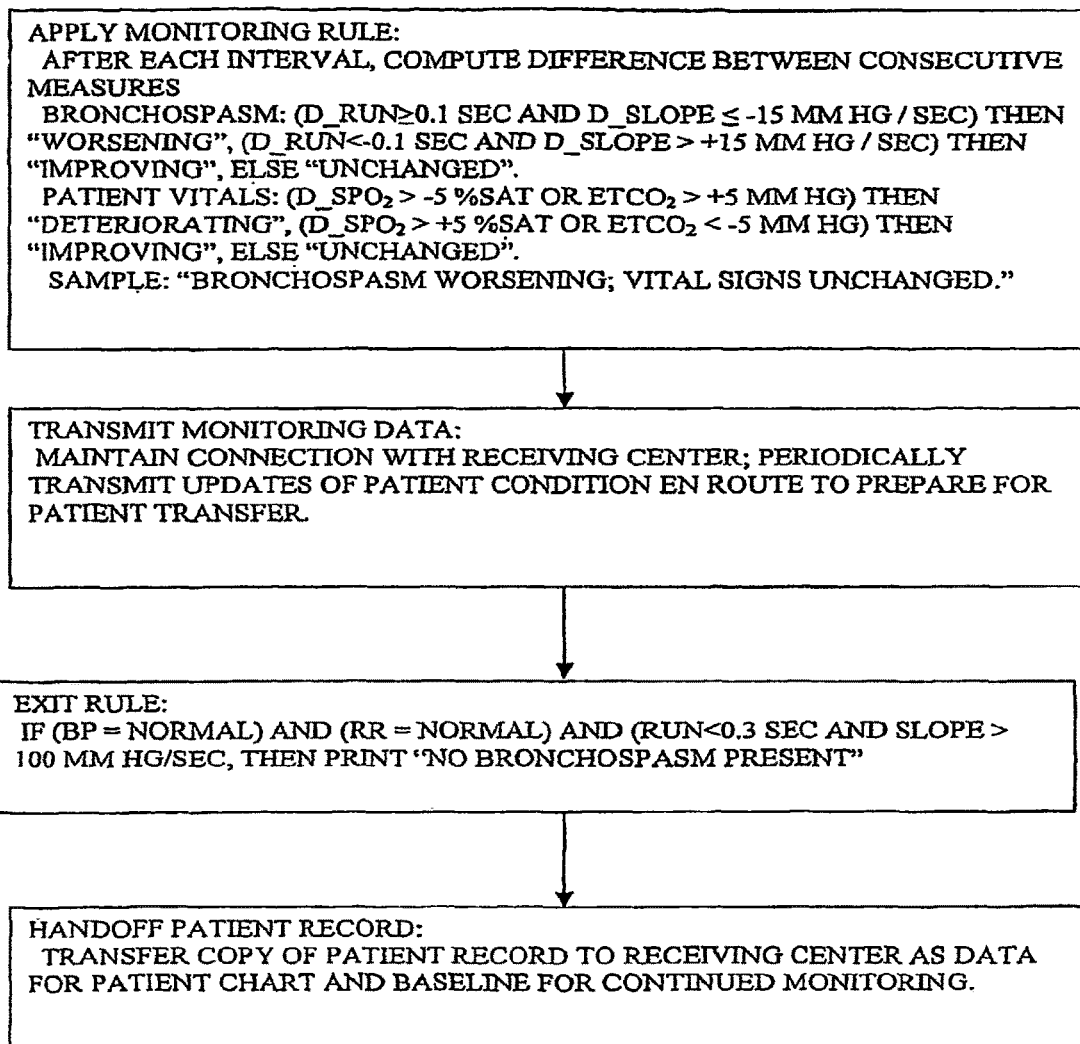 APPLY MONITORING RULE:
AFTER EACH INTERVAL, COMPUTE DIFFERENCE BETWEEN CONSECUTIVE
MEASURES
BRONCHOSPASM: (D_RUN≥0.1 SEC AND D_SLOPE ≤ -15 MM HG / SEC) THEN
“WORSENING”, (D_RUN<-0.1 SEC AND D_SLOPE > +15 MM HG / SEC) THEN
“IMPROVING”, ELSE “UNCHANGED”.
PATIENT VITALS: (D_SPO₂ > -5 %SAT OR ETCO₂ > +5 MM HG) THEN
“DETERIORATING”, (D_SPO₂ > +5 %SAT OR ETCO₂ < -5 MM HG) THEN
“IMPROVING”, ELSE “UNCHANGED”.
SAMPLE: “BRONCHOSPASM WORSENING; VITAL SIGNS UNCHANGED.”
TRANSMIT MONITORING DATA:
MAINTAIN CONNECTION WITH RECEIVING CENTER; PERIODICALLY
TRANSMIT UPDATES OF PATIENT CONDITION EN ROUTE TO PREPARE FOR
PATIENT TRANSFER.
EXIT RULE:
IF (BP = NORMAL) AND (RR = NORMAL) AND (RUN<0.3 SEC AND SLOPE >
100 MM HG/SEC, THEN PRINT “NO BRONCHOSPASM PRESENT”
HANDOFF PATIENT RECORD:
TRANSFER COPY OF PATIENT RECORD TO RECEIVING CENTER AS DATA
FOR PATIENT CHART AND BASELINE FOR CONTINUED MONITORING.